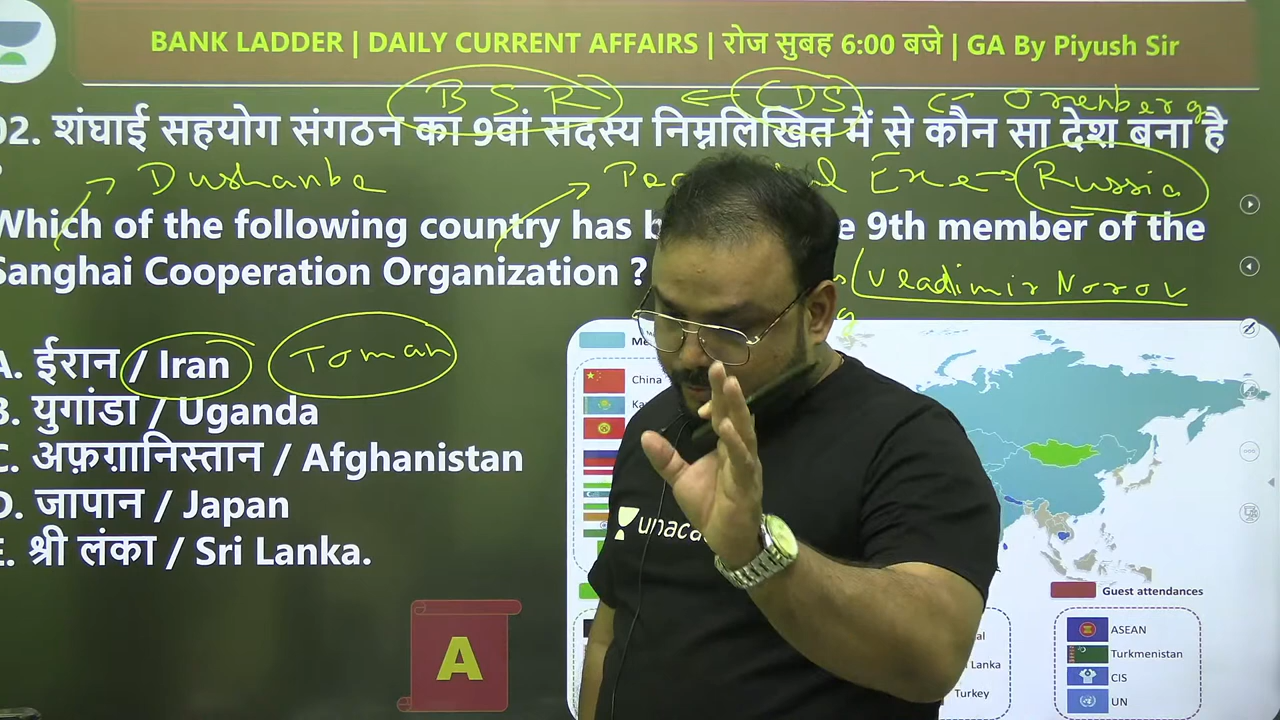 BANK LADDER | DAILY CURRENT AFFAIRS | रोज सुबह 6:00 बजे | GA By Piyush Sir
B S R ← CDS ← Orenberg
02. शंघाई सहयोग संगठन का 9वां सदस्य निम्नलिखित में से कौन सा देश बना है
?
→ Dushanbe
Russia
Which of the following country has b e 9th member of the
Sanghai Cooperation Organization ?
Vladimir Norov
A. ईरान / Iran
Toman
B. युगांडा / Uganda
C. अफ़ग़ानिस्तान / Afghanistan
D. जापान / Japan
E. श्री लंका / Sri Lanka.
A
China
unaca
Guest attendances
Lanka
Turkey
ASEAN
Turkmenistan
CIS
UN